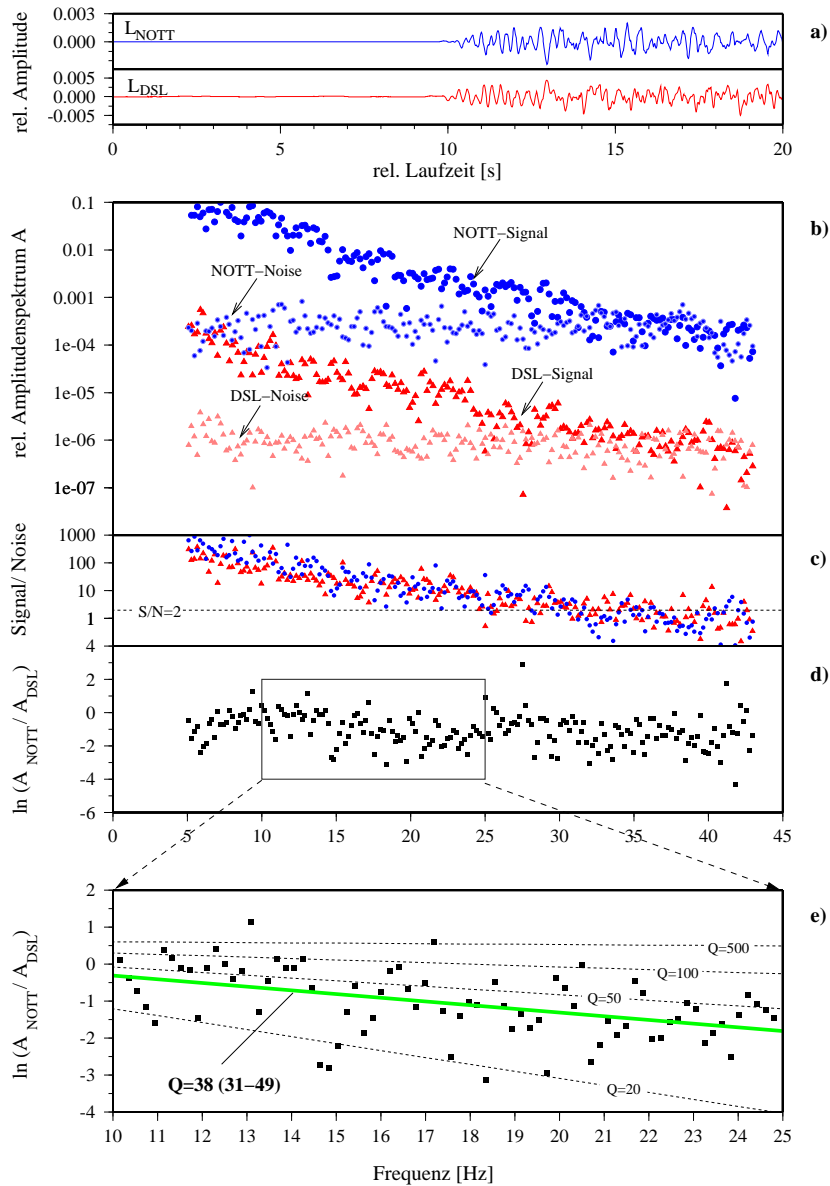 a)
rel. Amplitude
0.003
0.000
L_NOTT
0.005
0.000
-0.005
L_DSL
0 5 10 15 20
rel. Laufzeit [s]
b)
rel. Amplitudenspektrum A
0.1
0.01
0.001
1e-04
1e-05
1e-06
1e-07
NOTT–Signal
NOTT–Noise
DSL–Signal
DSL–Noise
c)
Signal/ Noise
1000
100
10
1
S/N=2
d)
ln (A_NOTT/ A_DSL)
4
2
0
-2
-4
-6
0 5 10 15 20 25 30 35 40 45
e)
ln (A_NOTT/ A_DSL)
2
1
0
-1
-2
-3
-4
Q=500
Q=100
Q=50
Q=20
Q=38 (31–49)
10 11 12 13 14 15 16 17 18 19 20 21 22 23 24 25
Frequenz [Hz]